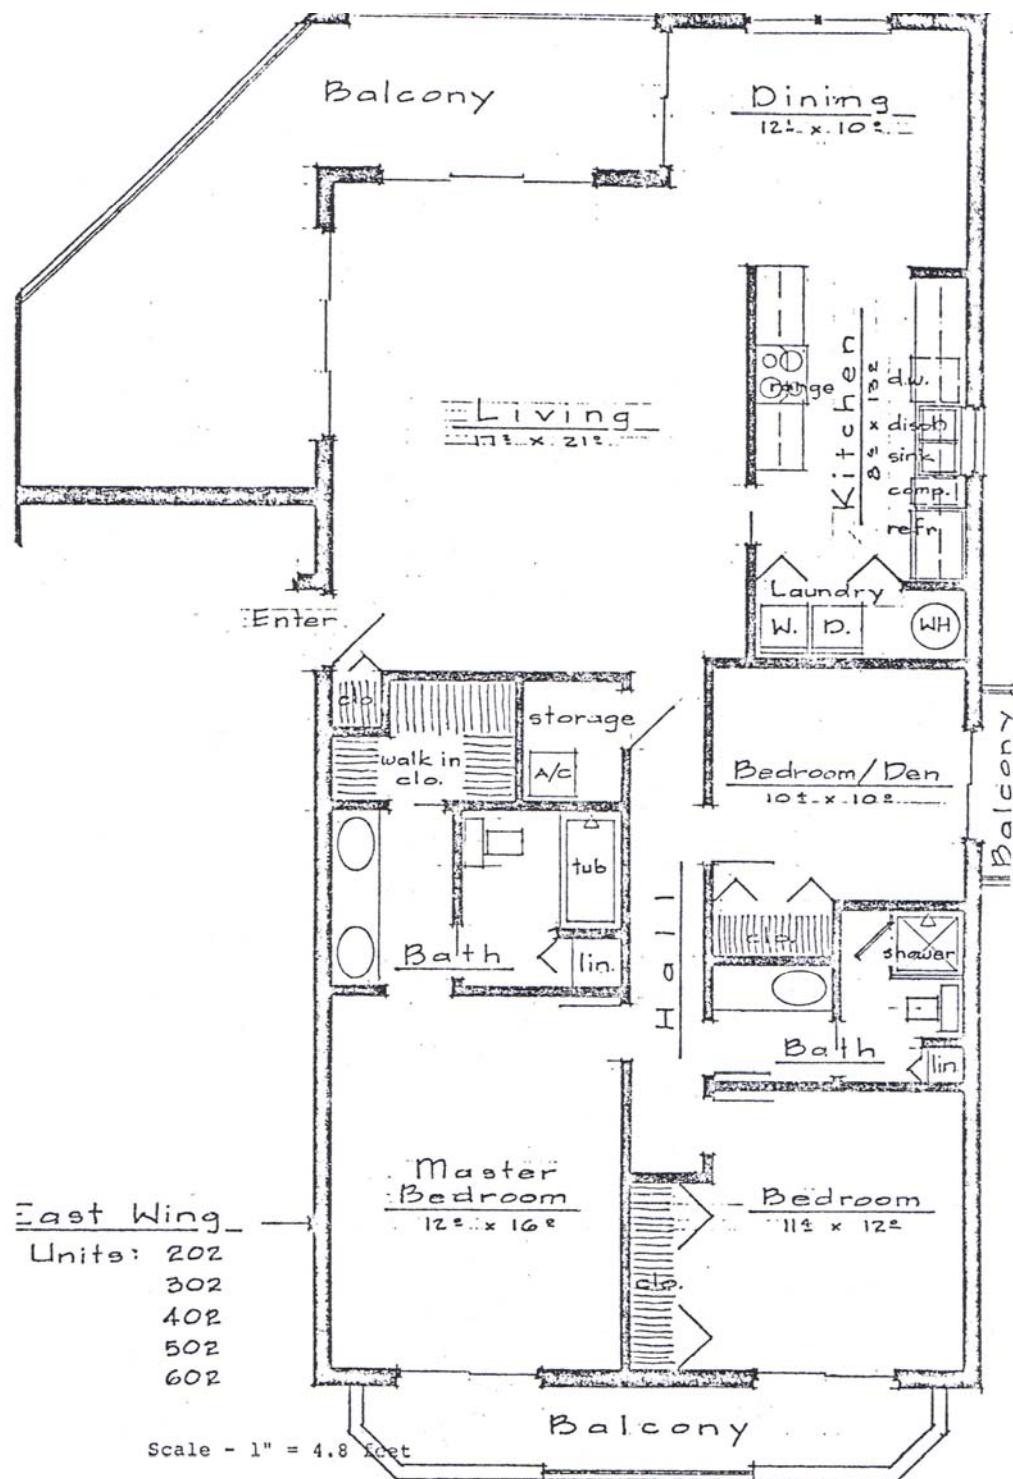 Balcony
Dining
Living
Kitchen
range
d.w.
sink
comp.
refr.
Laundry
W.
D.
WH
Enter
clo.
walk in
clo.
storage
A/C
Bedroom/Den
Balcony
tub
Bath
lin.
Hall
clo.
shower
Bath
lin.
Master
Bedroom
Bedroom
clo.
East Wing
Units: 202
302
402
502
602
Balcony
Scale - 1" = 4.8 feet